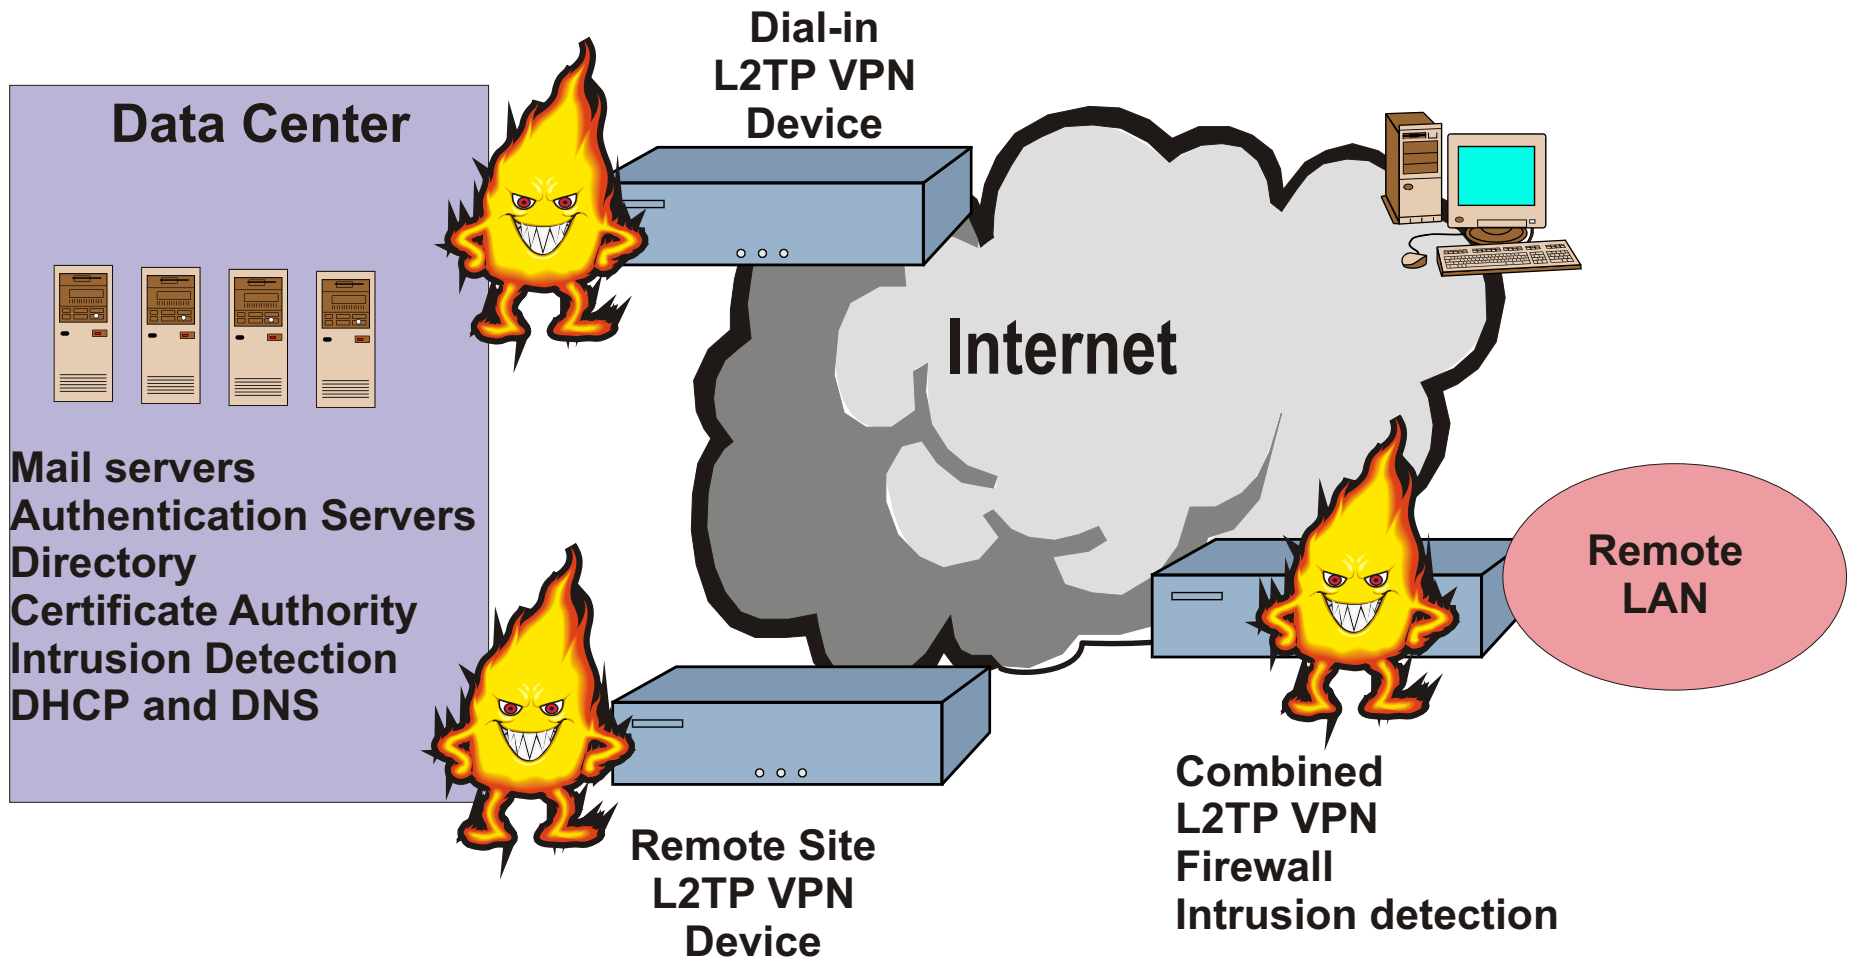 Dial-in
L2TP VPN
Device
Data Center
Internet
Mail servers
Authentication Servers
Directory
Certificate Authority
Intrusion Detection
DHCP and DNS
Remote
LAN
Combined
L2TP VPN
Firewall
Intrusion detection
Remote Site
L2TP VPN
Device